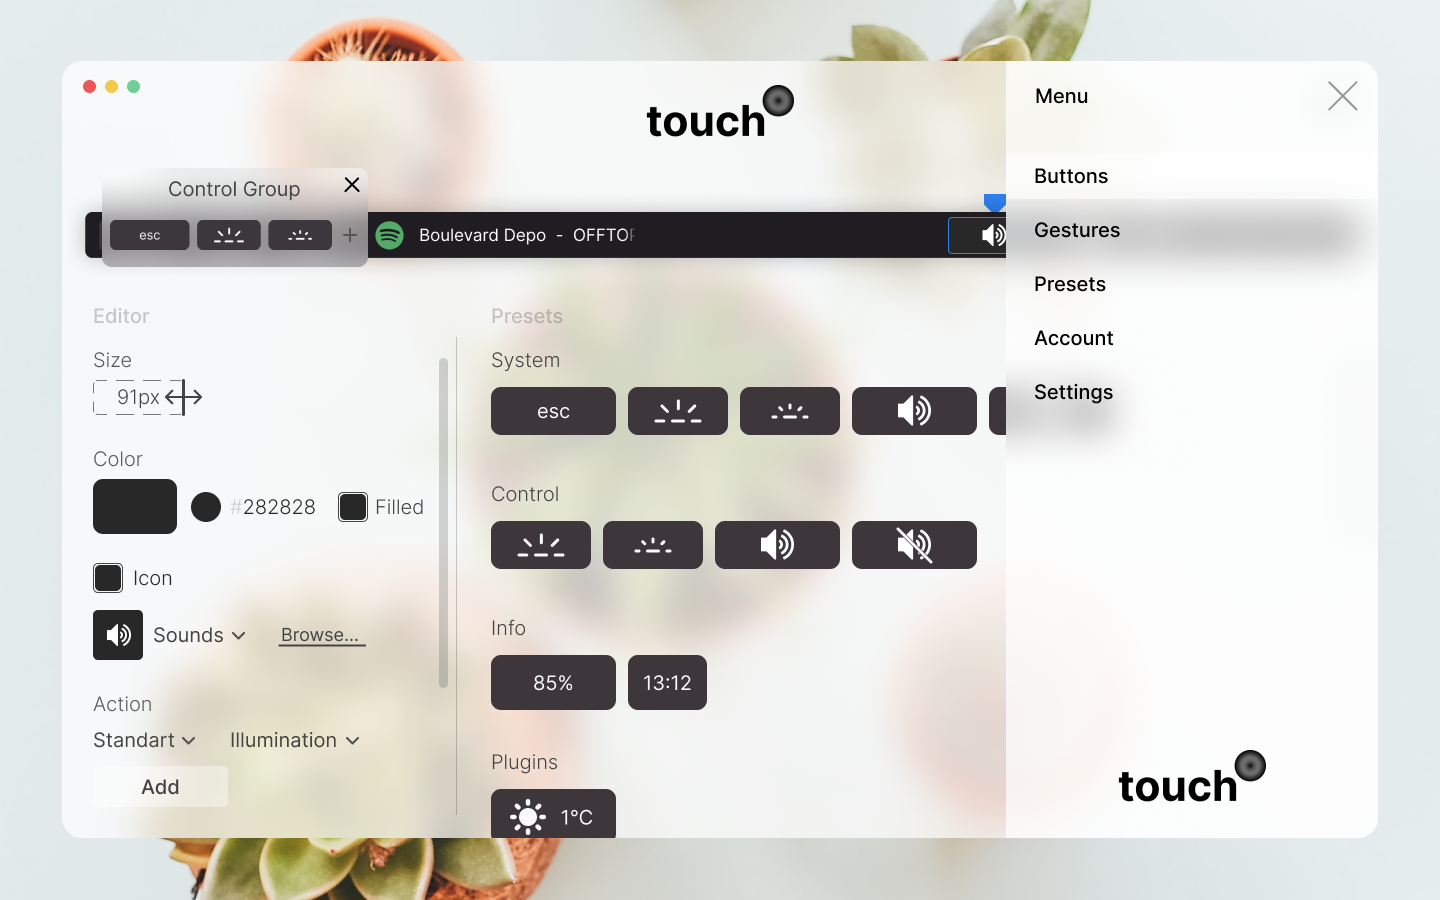 touch
Menu
Control Group
esc
Boulevard Depo - OFFTO
Buttons
Gestures
Presets
Account
Settings
Editor
Size
91px
Color
#282828
Filled
Icon
Sounds
Browse...
Action
Standart
Illumination
Add
Presets
System
esc
Control
Info
85%
13:12
Plugins
1°C
touch